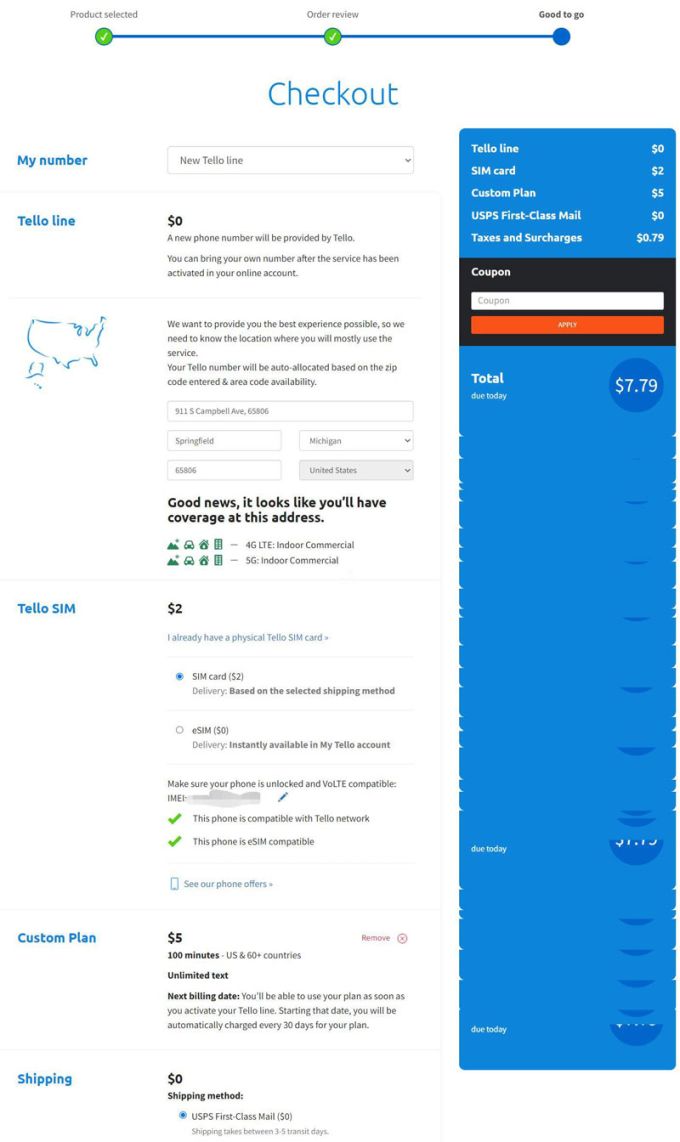 Product selected
Order review
Good to go
Checkout
My number
New Tello line
Tello line
$0
A new phone number will be provided by Tello.
You can bring your own number after the service has been
activated in your online account.
We want to provide you the best experience possible, so we
need to know the location where you will mostly use the
service.
Your Tello number will be auto-allocated based on the zip
code entered & area code availability.
911 S Campbell Ave, 65806
Springfield
Michigan
65806
United States
Good news, it looks like you'll have
coverage at this address.
— 4G LTE: Indoor Commercial
— 5G: Indoor Commercial
Tello SIM
$2
I already have a physical Tello SIM card »
SIM card ($2)
Delivery: Based on the selected shipping method
eSIM ($0)
Delivery: Instantly available in My Tello account
Make sure your phone is unlocked and VoLTE compatible:
IMEI:
This phone is compatible with Tello network
This phone is eSIM compatible
See our phone offers »
Custom Plan
$5
Remove
100 minutes - US & 60+ countries
Unlimited text
Next billing date: You'll be able to use your plan as soon as
you activate your Tello line. Starting that date, you will be
automatically charged every 30 days for your plan.
Shipping
$0
Shipping method:
USPS First-Class Mail ($0)
Shipping takes between 3-5 transit days.
Tello line $0
SIM card $2
Custom Plan $5
USPS First-Class Mail $0
Taxes and Surcharges $0.79
Coupon
Coupon
APPLY
Total
$7.79
due today
due today
due today